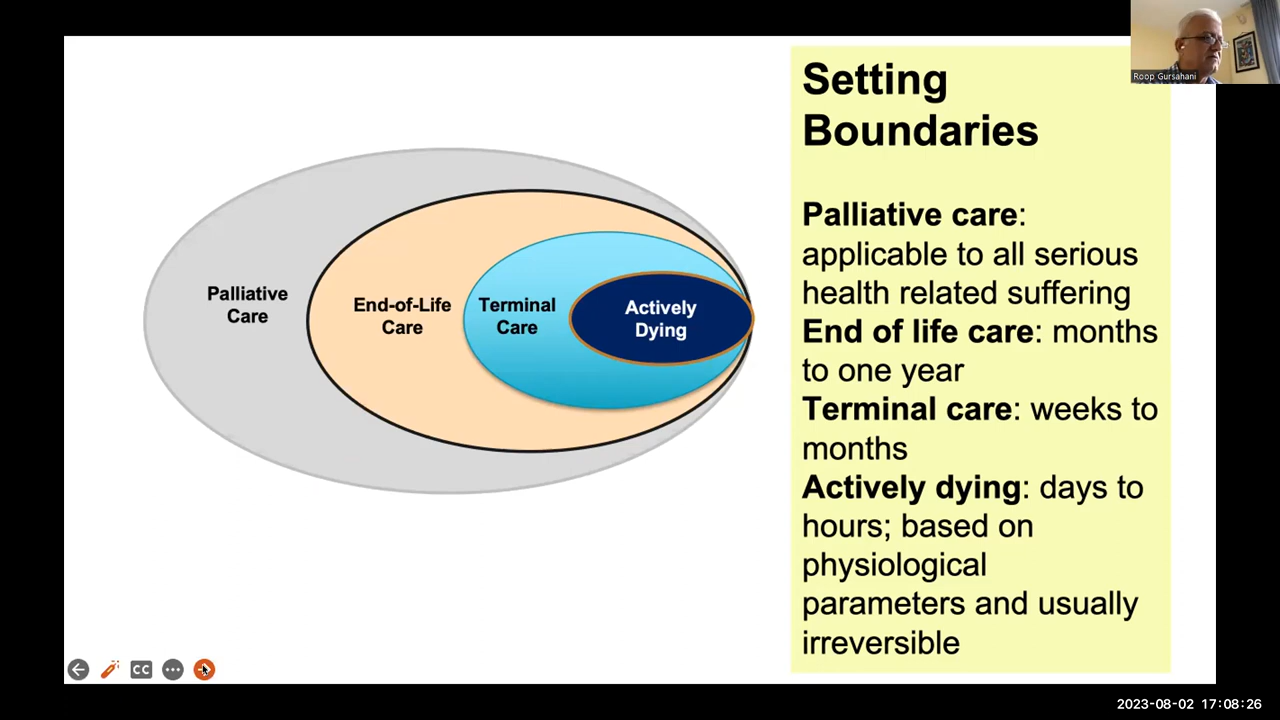 Setting
Boundaries
Roop Gursahani
Palliative
Care
End-of-Life
Care
Terminal
Care
Actively
Dying
Palliative care:
applicable to all serious
health related suffering
End of life care: months
to one year
Terminal care: weeks to
months
Actively dying: days to
hours; based on
physiological
parameters and usually
irreversible
CC
2023-08-02 17:08:26